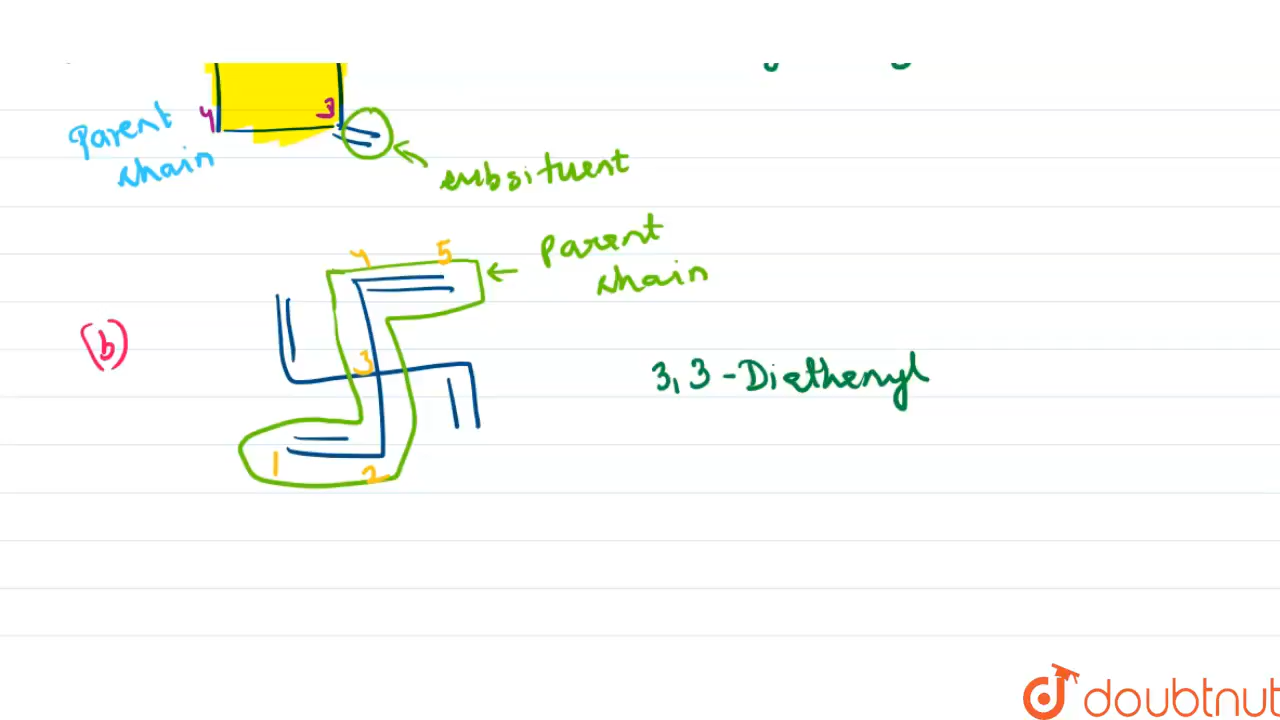 4 3
Parent
chain
subsituent
4 5
Parent
chain
(b)
3
3,3-Diethenyl
1 2
doubtnut